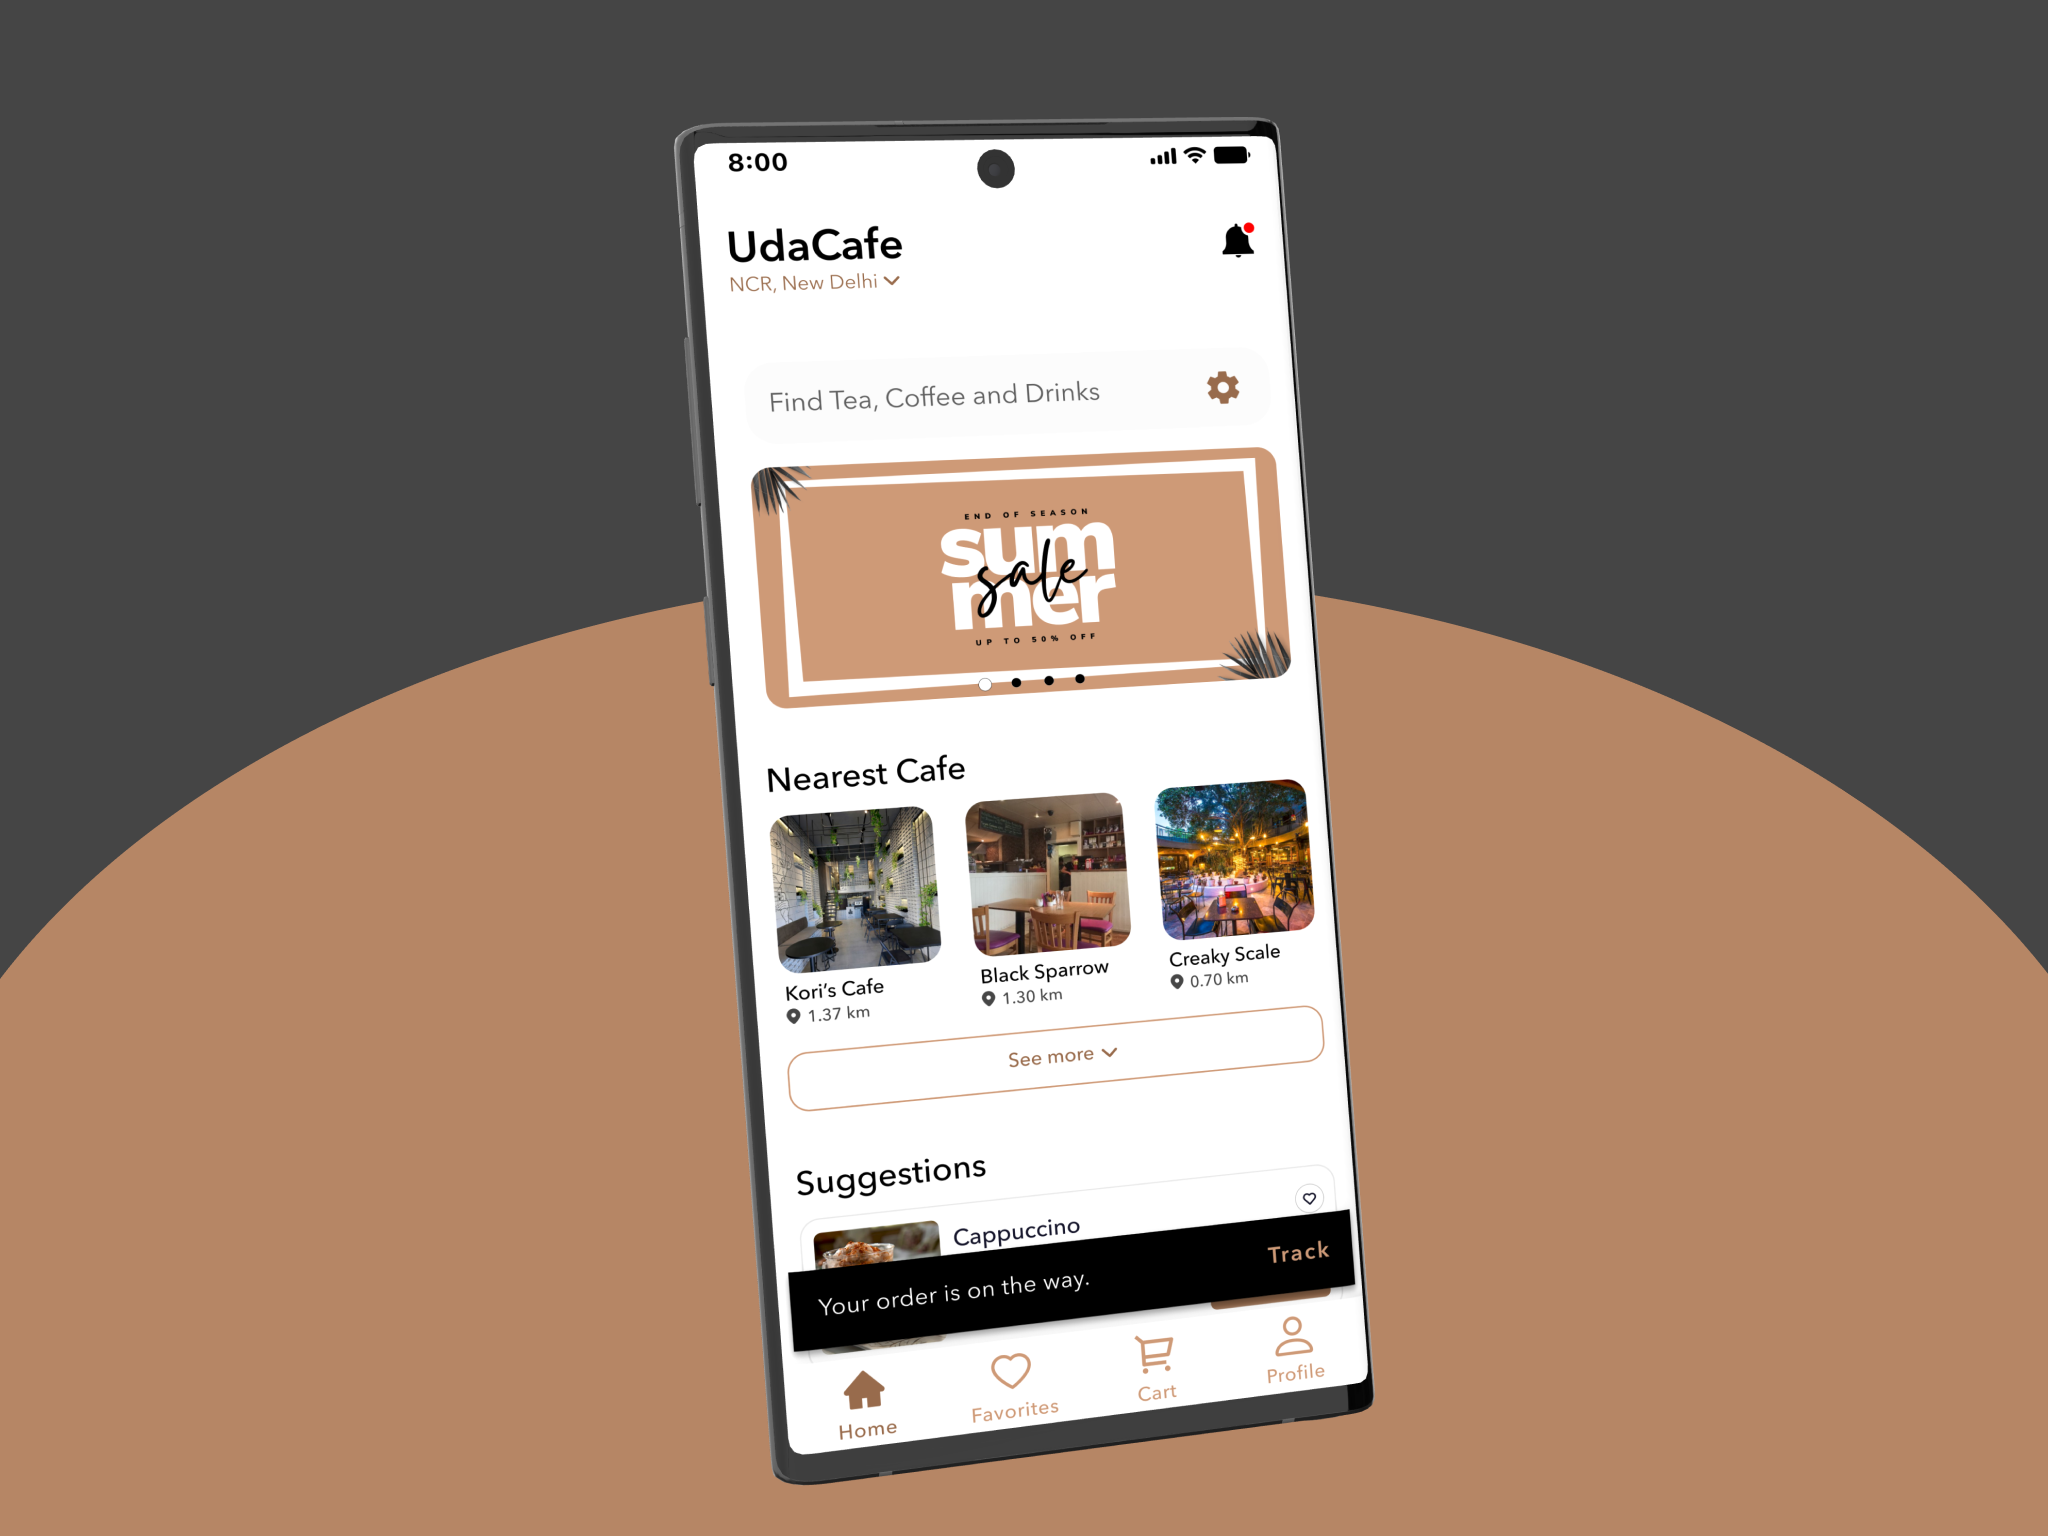 8:00
UdaCafe
NCR, New Delhi
Find Tea, Coffee and Drinks
END OF SEASON
summer
sale
UP TO 50% OFF
Nearest Cafe
Kori's Cafe
1.37 km
Black Sparrow
1.30 km
Creaky Scale
0.70 km
See more
Suggestions
Cappuccino
Your order is on the way.
Track
Home
Favorites
Cart
Profile